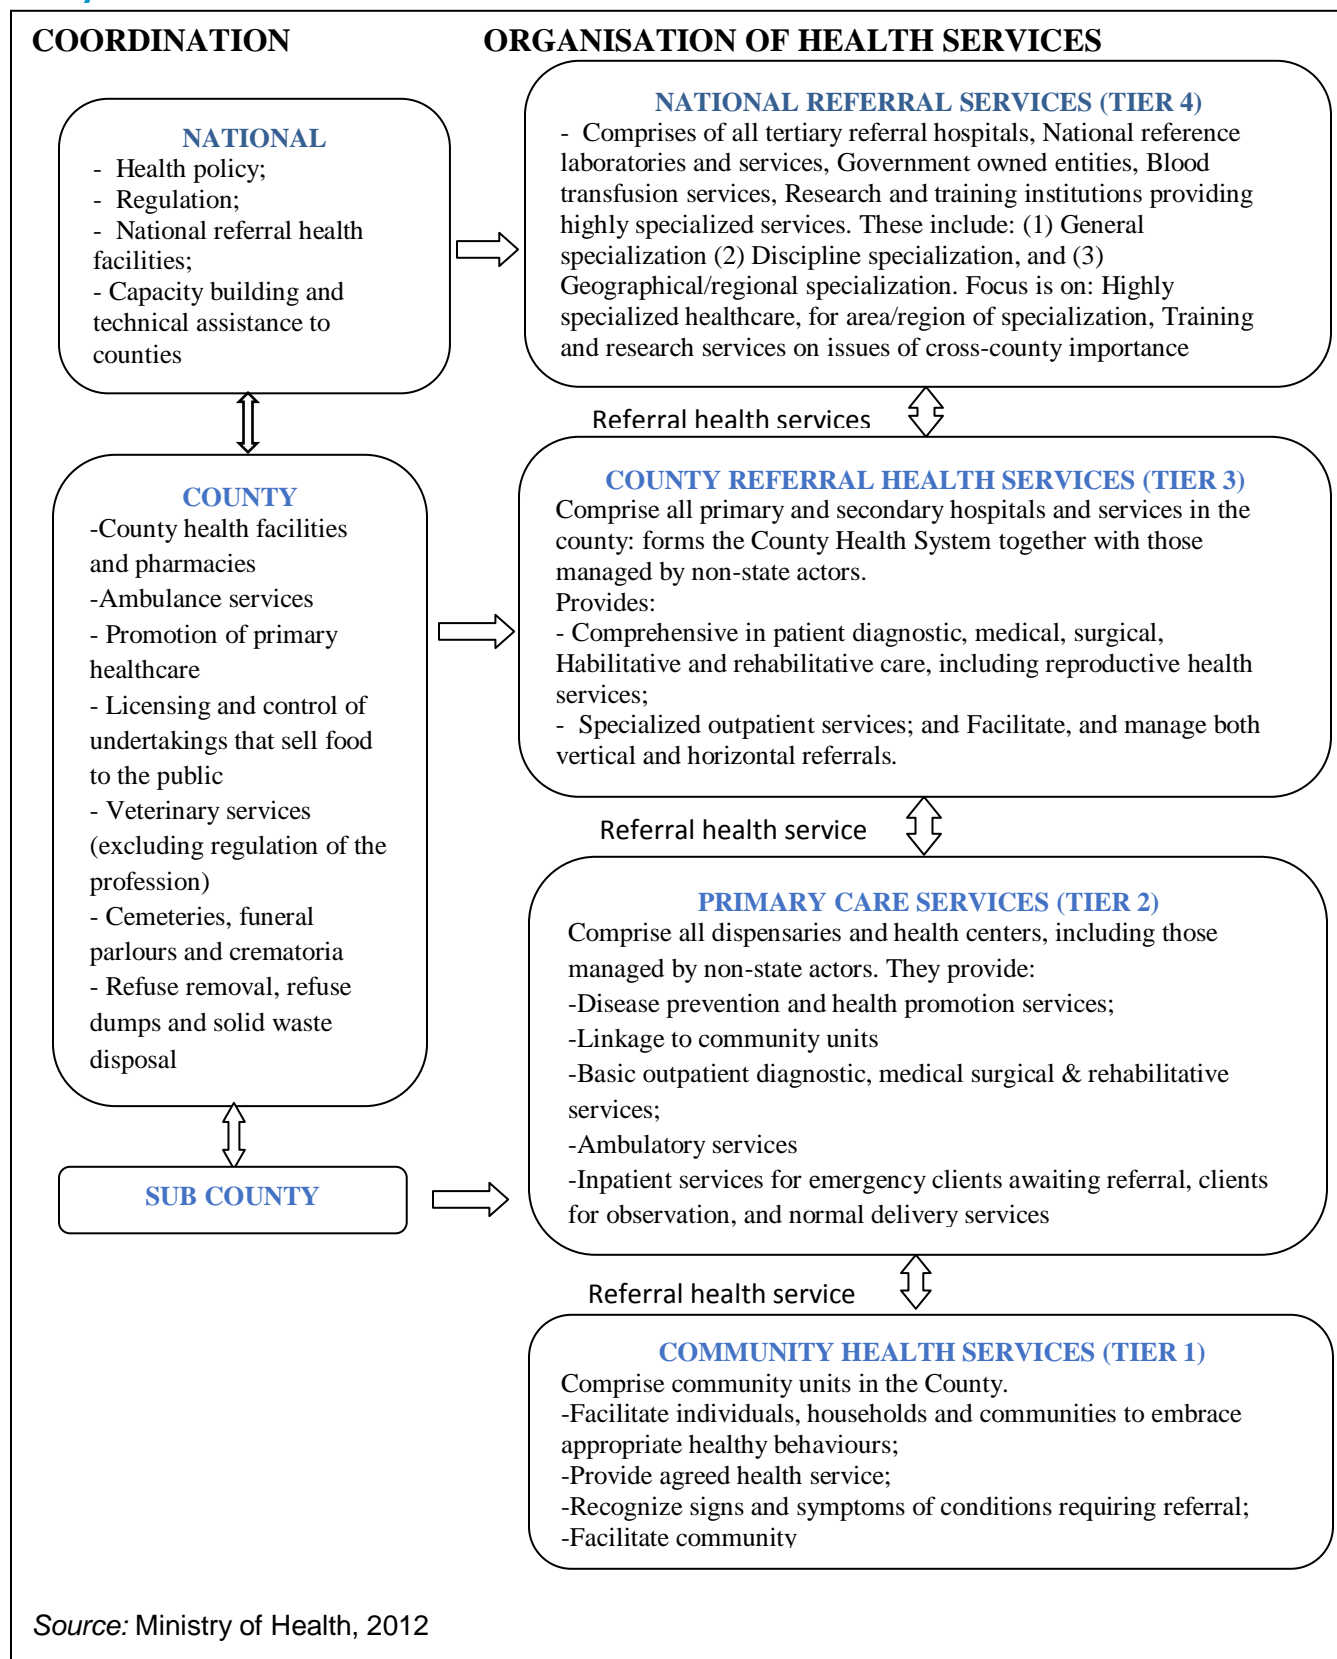 COORDINATION
ORGANISATION OF HEALTH SERVICES
NATIONAL
- Health policy;
- Regulation;
- National referral health
facilities;
- Capacity building and
technical assistance to
counties
NATIONAL REFERRAL SERVICES (TIER 4)
- Comprises of all tertiary referral hospitals, National reference
laboratories and services, Government owned entities, Blood
transfusion services, Research and training institutions providing
highly specialized services. These include: (1) General
specialization (2) Discipline specialization, and (3)
Geographical/regional specialization. Focus is on: Highly
specialized healthcare, for area/region of specialization, Training
and research services on issues of cross-county importance
Referral health services
COUNTY
-County health facilities
and pharmacies
-Ambulance services
- Promotion of primary
healthcare
- Licensing and control of
undertakings that sell food
to the public
- Veterinary services
(excluding regulation of the
profession)
- Cemeteries, funeral
parlours and crematoria
- Refuse removal, refuse
dumps and solid waste
disposal
COUNTY REFERRAL HEALTH SERVICES (TIER 3)
Comprise all primary and secondary hospitals and services in the
county: forms the County Health System together with those
managed by non-state actors.
Provides:
- Comprehensive in patient diagnostic, medical, surgical,
Habilitative and rehabilitative care, including reproductive health
services;
- Specialized outpatient services; and Facilitate, and manage both
vertical and horizontal referrals.
Referral health service
SUB COUNTY
PRIMARY CARE SERVICES (TIER 2)
Comprise all dispensaries and health centers, including those
managed by non-state actors. They provide:
-Disease prevention and health promotion services;
-Linkage to community units
-Basic outpatient diagnostic, medical surgical & rehabilitative
services;
-Ambulatory services
-Inpatient services for emergency clients awaiting referral, clients
for observation, and normal delivery services
Referral health service
COMMUNITY HEALTH SERVICES (TIER 1)
Comprise community units in the County.
-Facilitate individuals, households and communities to embrace
appropriate healthy behaviours;
-Provide agreed health service;
-Recognize signs and symptoms of conditions requiring referral;
-Facilitate community
Source: Ministry of Health, 2012